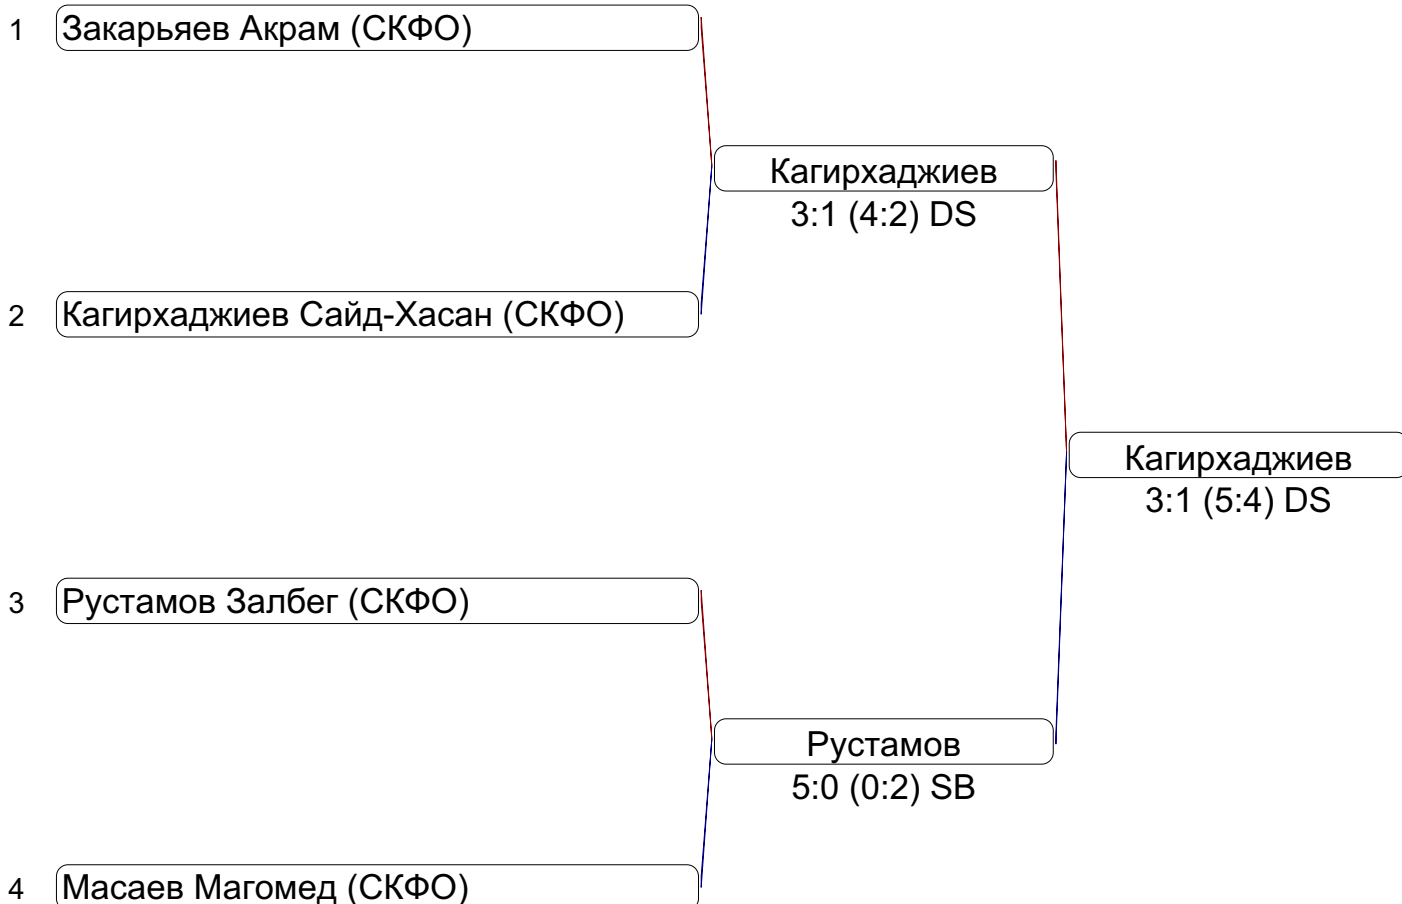 1 Закарьяев Акрам (СКФО)
Кагирхаджиев
3:1 (4:2) DS
2 Кагирхаджиев Сайд-Хасан (СКФО)
Кагирхаджиев
3:1 (5:4) DS
3 Рустамов Залбег (СКФО)
Рустамов
5:0 (0:2) SB
4 Масаев Магомед (СКФО)